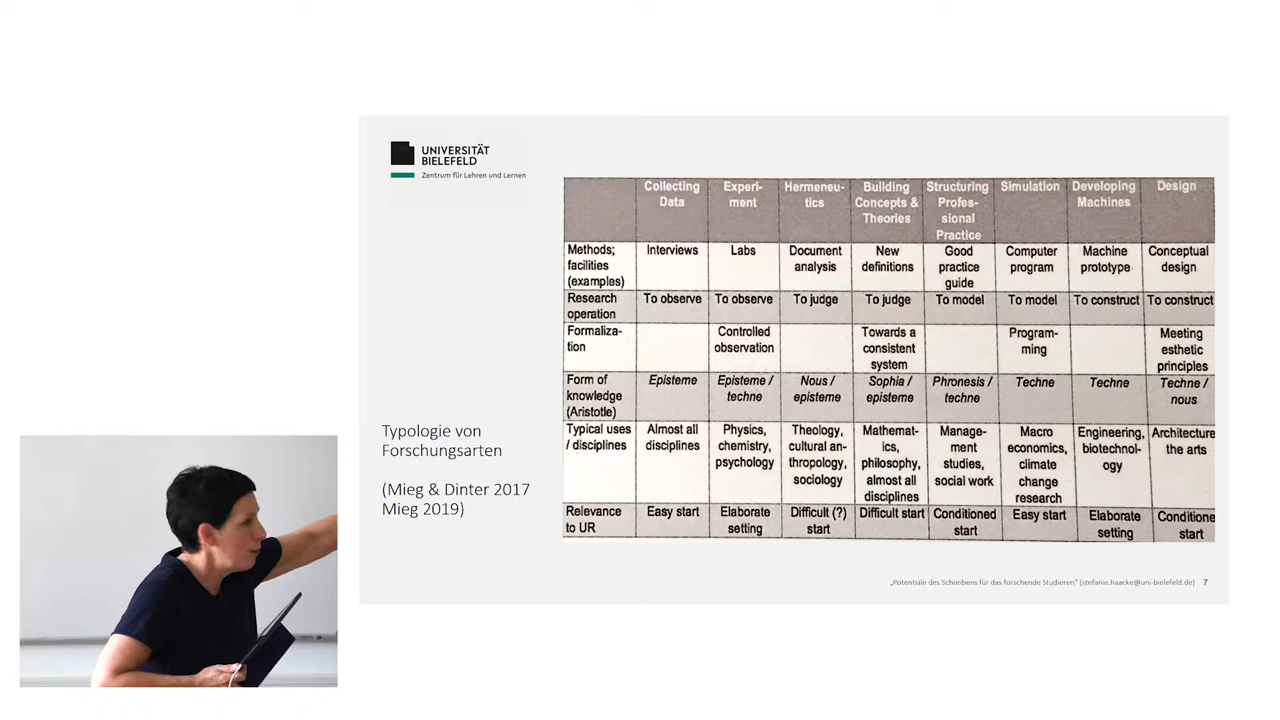 UNIVERSITÄT
BIELEFELD
Zentrum für Lehren und Lernen
Typologie von
Forschungsarten
(Mieg & Dinter 2017
Mieg 2019)
Collecting Data
Experi-ment
Hermeneu-tics
Building Concepts & Theories
Structuring Profes-sional Practice
Simulation
Developing Machines
Design
Methods; facilities (examples)
Interviews
Labs
Document analysis
New definitions
Good practice guide
Computer program
Machine prototype
Conceptual design
Research operation
To observe
To observe
To judge
To judge
To model
To model
To construct
To construct
Formaliza-tion
Controlled observation
Towards a consistent system
Program-ming
Meeting esthetic principles
Form of knowledge (Aristotle)
Episteme
Episteme / techne
Nous / episteme
Sophia / episteme
Phronesis / techne
Techne
Techne
Techne / nous
Typical uses / disciplines
Almost all disciplines
Physics, chemistry, psychology
Theology, cultural an-thropology, sociology
Mathemat-ics, philosophy, almost all disciplines
Manage-ment studies, social work
Macro economics, climate change research
Engineering, biotechnol-ogy
Architecture the arts
Relevance to UR
Easy start
Elaborate setting
Difficult (?) start
Difficult start
Conditioned start
Easy start
Elaborate setting
Conditione start
„Potentiale des Schreibens für das forschende Studieren“ (stefanie.haacke@uni-bielefeld.de) 7